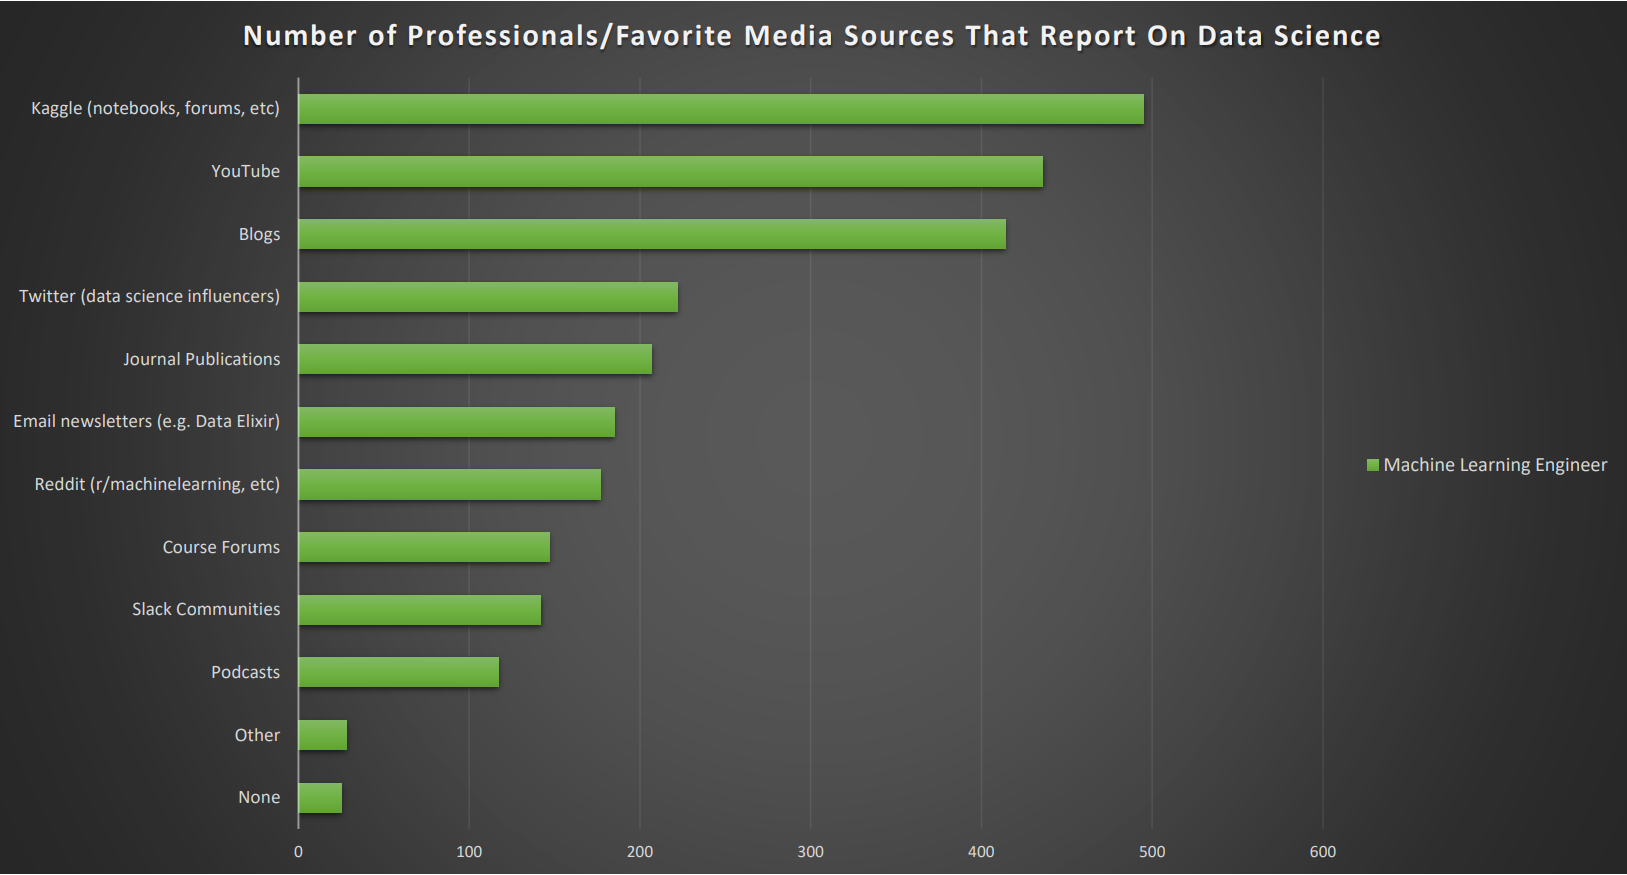 Number of Professionals/Favorite Media Sources That Report On Data Science
Kaggle (notebooks, forums, etc)
YouTube
Blogs
Twitter (data science influencers)
Journal Publications
Email newsletters (e.g. Data Elixir)
Reddit (r/machinelearning, etc)
Course Forums
Slack Communities
Podcasts
Other
None
0 100 200 300 400 500 600
Machine Learning Engineer